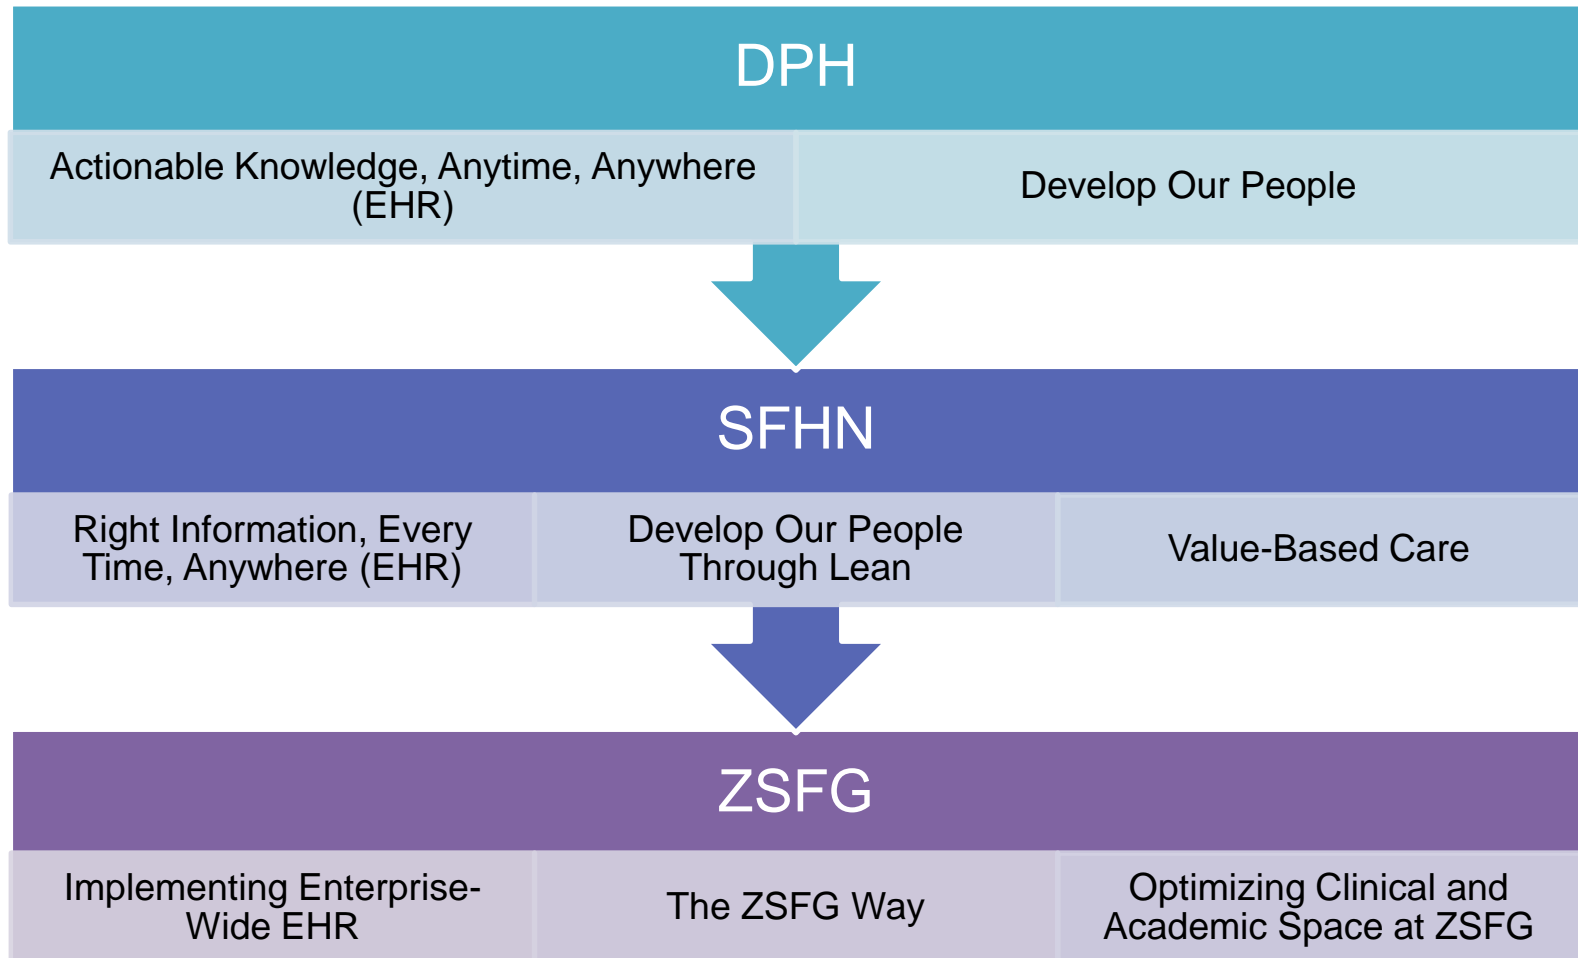 DPH
Actionable Knowledge, Anytime, Anywhere
(EHR)
Develop Our People
SFHN
Right Information, Every
Time, Anywhere (EHR)
Develop Our People
Through Lean
Value-Based Care
ZSFG
Implementing Enterprise-
Wide EHR
The ZSFG Way
Optimizing Clinical and
Academic Space at ZSFG